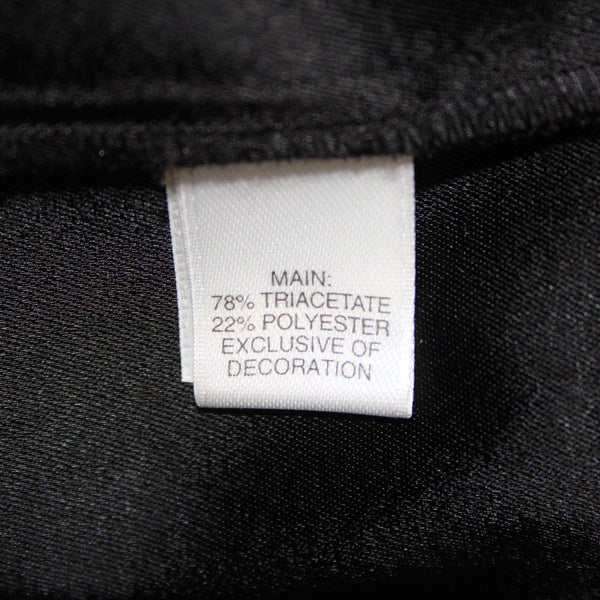 MAIN:
78% TRIACETATE
22% POLYESTER
EXCLUSIVE OF
DECORATION